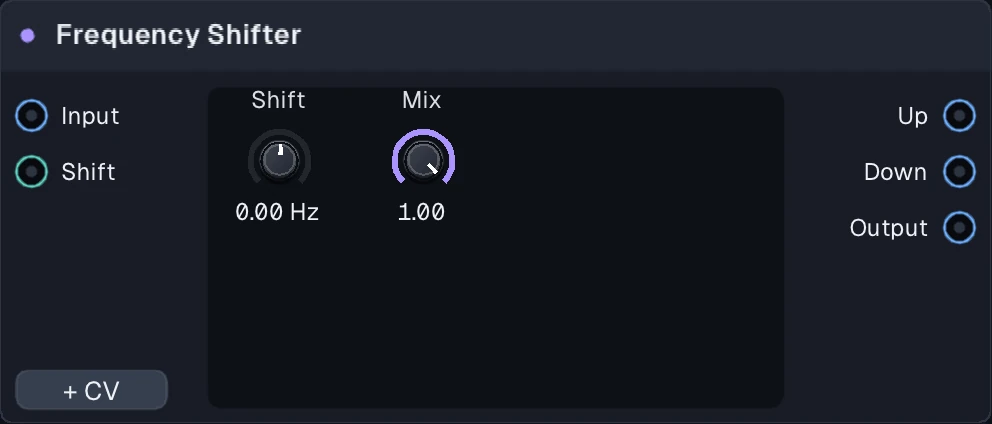 Frequency Shifter
Input
Shift
Shift
0.00 Hz
Mix
1.00
Up
Down
Output
+ CV